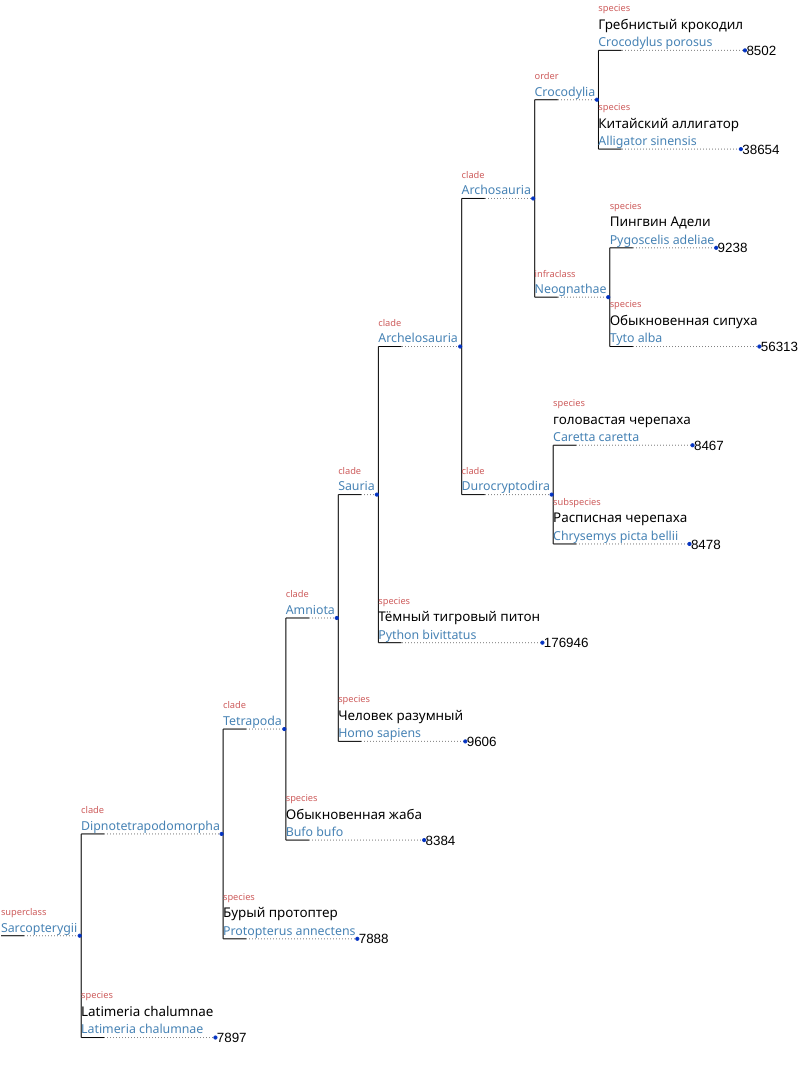 species
Гребнистый крокодил
Crocodylus porosus
8502
order
Crocodylia
species
Китайский аллигатор
Alligator sinensis
38654
clade
Archosauria
species
Пингвин Адели
Pygoscelis adeliae
9238
infraclass
Neognathae
species
Обыкновенная сипуха
Tyto alba
56313
clade
Archelosauria
species
головастая черепаха
Caretta caretta
8467
clade
Sauria
clade
Durocryptodira
subspecies
Расписная черепаха
Chrysemys picta bellii
8478
clade
Amniota
species
Тёмный тигровый питон
Python bivittatus
176946
clade
Tetrapoda
species
Человек разумный
Homo sapiens
9606
species
Обыкновенная жаба
Bufo bufo
8384
clade
Dipnotetrapodomorpha
species
Бурый протоптер
Protopterus annectens
7888
superclass
Sarcopterygii
species
Latimeria chalumnae
Latimeria chalumnae
7897